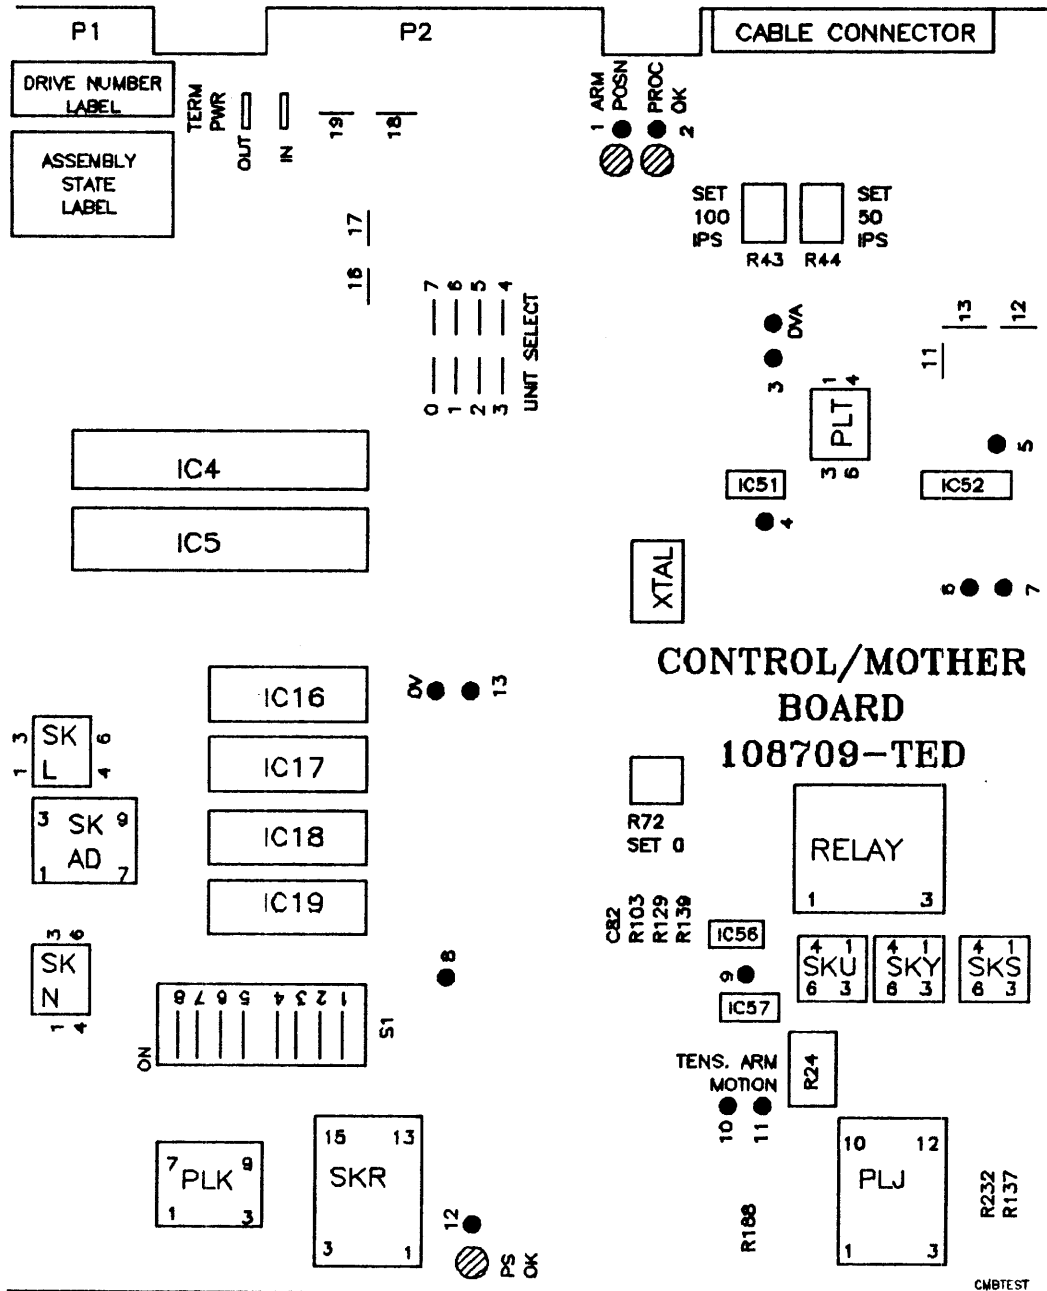 P1
P2
CABLE CONNECTOR
DRIVE NUMBER
LABEL
ASSEMBLY
STATE
LABEL
TERM
PWR
OUT
IN
19
18
1 ARM
POSN
PROC
OK
2
SET
100
IPS
R43
R44
SET
50
IPS
17
16
7
6
5
4
0
1
2
3
UNIT SELECT
0VA
3
13
12
11
1
4
PLT
3
6
5
IC4
IC5
IC51
4
IC52
XTAL
6
7
CONTROL/MOTHER
BOARD
108709-TED
IC16
IC17
IC18
IC19
0V
13
3
1
SK
L
6
4
3
9
SK
AD
1
7
3
6
SK
N
1
4
R72
SET 0
RELAY
1
3
C82
R103
R129
R139
IC56
9
IC57
4 1
SKU
6 3
4 1
SKY
6 3
4 1
SKS
6 3
8
8 7 6 5 4 3 2 1
ON
S1
TENS. ARM
MOTION
10
11
R24
7
9
PLK
1
3
15
13
SKR
3
1
12
PS
OK
R188
10
12
PLJ
1
3
R232
R137
CMBTEST